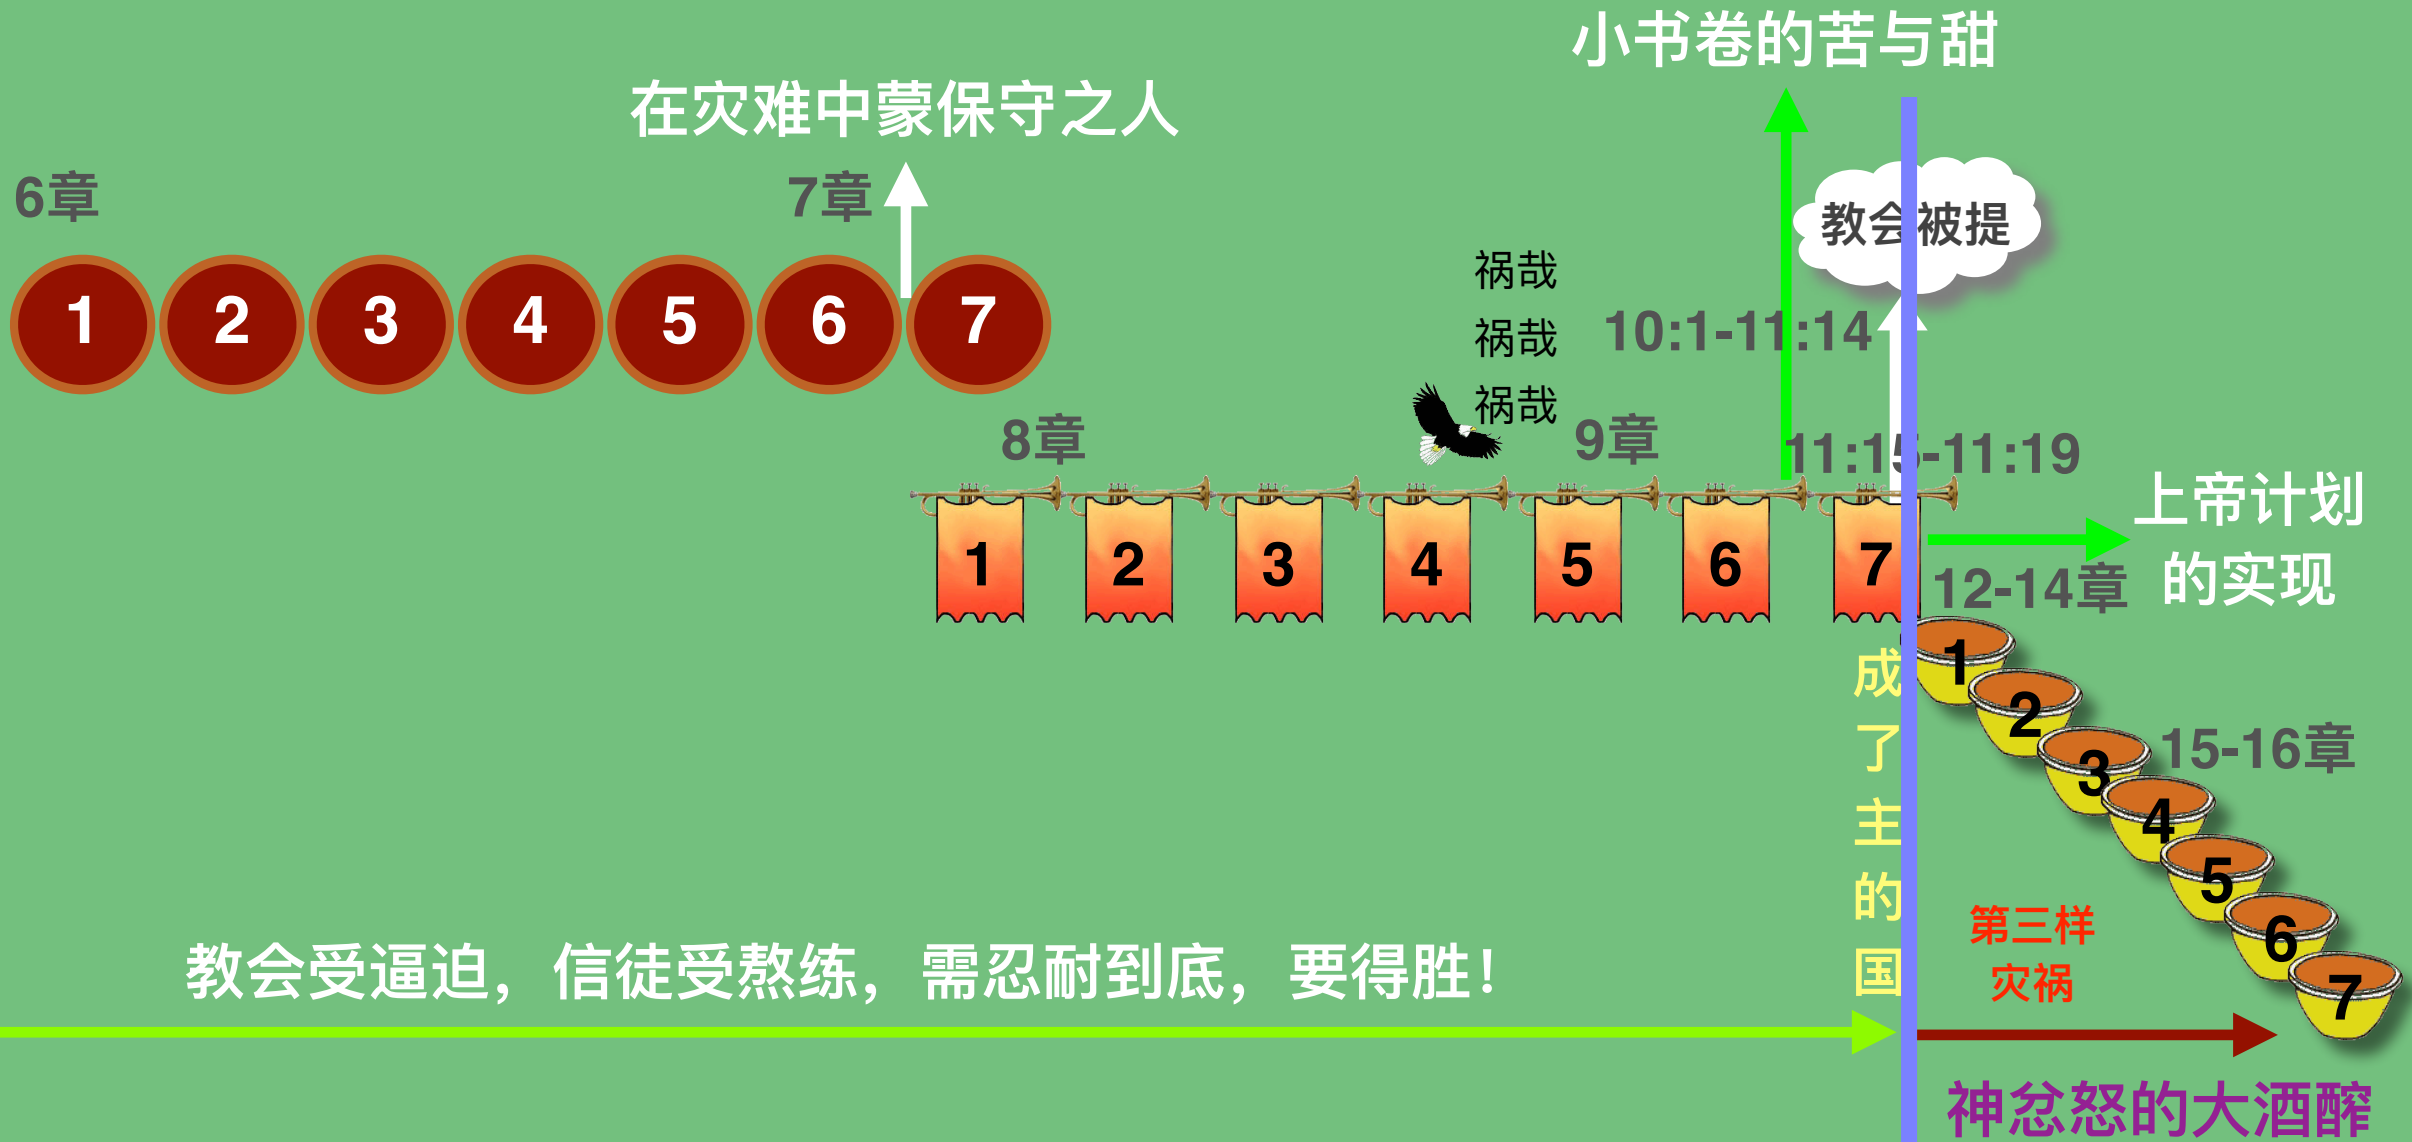 小书卷的苦与甜
在灾难中蒙保守之人
6章
7章
教会被提
1 2 3 4 5 6 7
祸哉
祸哉
祸哉
10:1-11:14
8章
9章
11:15-11:19
上帝计划
的实现
1 2 3 4 5 6 7
12-14章
成了主的国
1
2
3
4
5
6
7
15-16章
第三样
灾祸
教会受逼迫，信徒受熬练，需忍耐到底，要得胜！
神忿怒的大酒醡